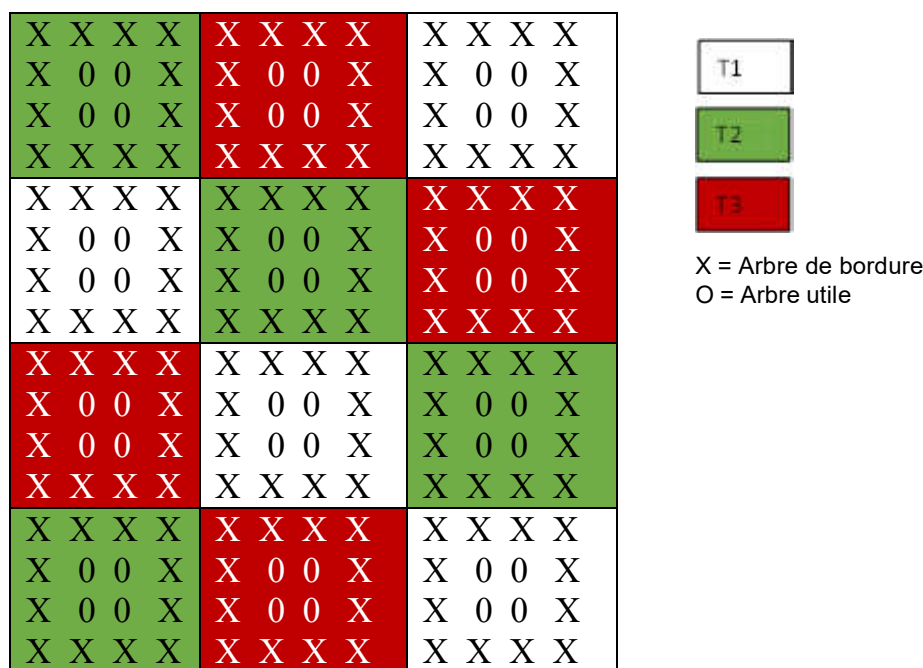 X X X X X X X X X X X X
X 0 0 X X 0 0 X X 0 0 X
X 0 0 X X 0 0 X X 0 0 X
X X X X X X X X X X X X
X X X X X X X X X X X X
X 0 0 X X 0 0 X X 0 0 X
X 0 0 X X 0 0 X X 0 0 X
X X X X X X X X X X X X
X X X X X X X X X X X X
X 0 0 X X 0 0 X X 0 0 X
X 0 0 X X 0 0 X X 0 0 X
X X X X X X X X X X X X
X X X X X X X X X X X X
X 0 0 X X 0 0 X X 0 0 X
X 0 0 X X 0 0 X X 0 0 X
X X X X X X X X X X X X
T1
T2
T3
X = Arbre de bordure
O = Arbre utile